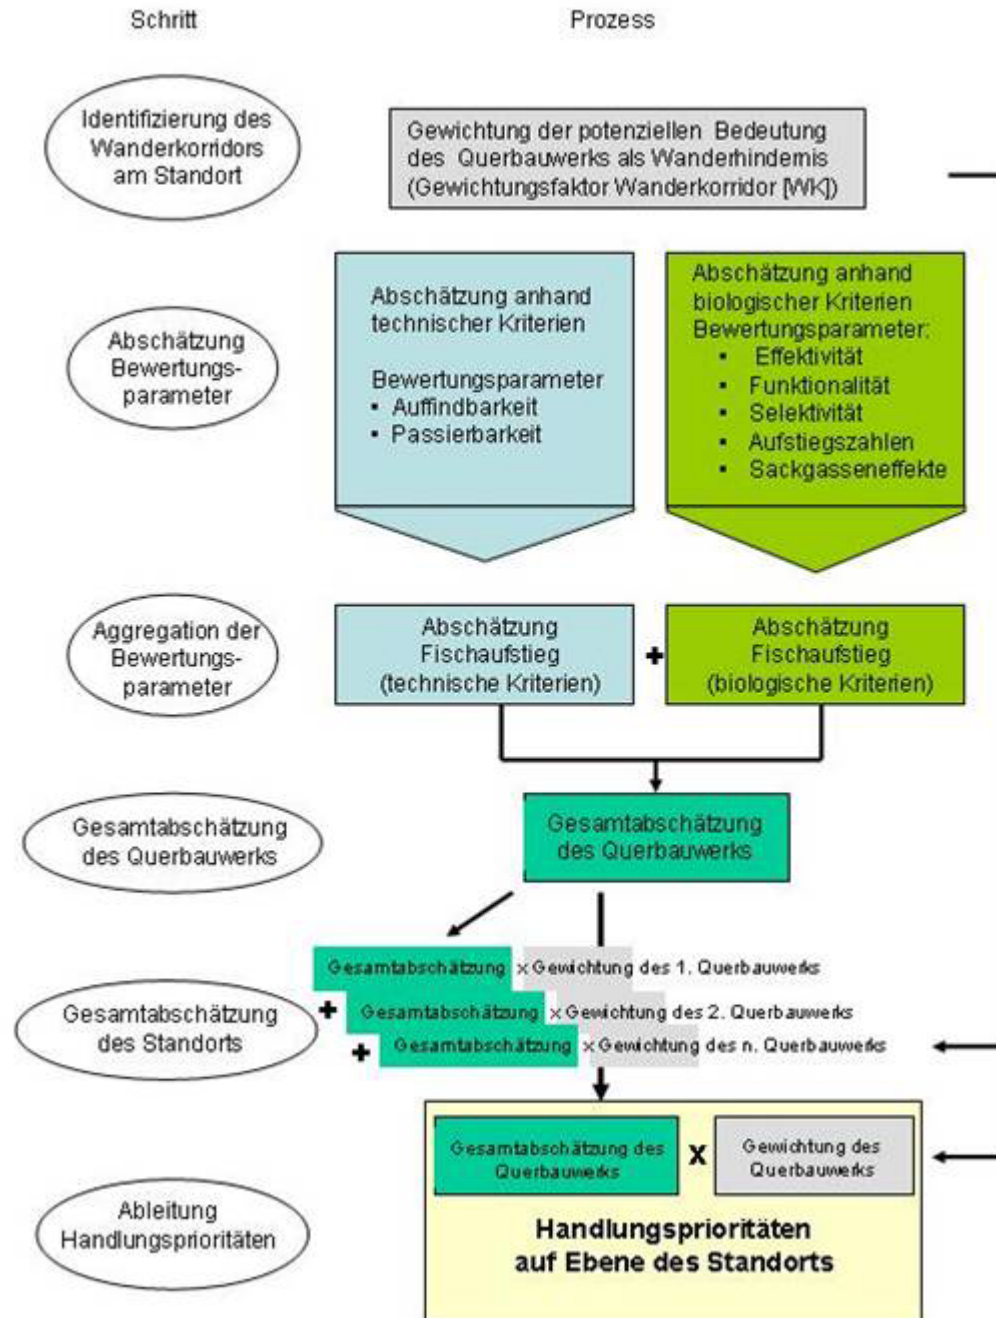 Schritt
Prozess
Identifizierung des
Wanderkorridors
am Standort
Gewichtung der potenziellen Bedeutung
des Querbauwerks als Wanderhindernis
(Gewichtungsfaktor Wanderkorridor [WK])
Abschätzung
Bewertungs-
parameter
Abschätzung anhand
technischer Kriterien
Bewertungsparameter
▪ Auffindbarkeit
▪ Passierbarkeit
Abschätzung anhand
biologischer Kriterien
Bewertungsparameter:
▪ Effektivität
▪ Funktionalität
▪ Selektivität
▪ Aufstiegszahlen
▪ Sackgasseneffekte
Aggregation der
Bewertungs-
parameter
Abschätzung
Fischaufstieg
(technische Kriterien)
+
Abschätzung
Fischaufstieg
(biologische Kriterien)
Gesamtabschätzung
des Querbauwerks
Gesamtabschätzung
des Querbauwerks
Gesamtabschätzung
des Standorts
Gesamtabschätzung x Gewichtung des 1. Querbauwerks
+ Gesamtabschätzung x Gewichtung des 2. Querbauwerks
+ Gesamtabschätzung x Gewichtung des n. Querbauwerks
Ableitung
Handlungsprioritäten
Gesamtabschätzung des
Querbauwerks
X
Gewichtung des
Querbauwerks
Handlungsprioritäten
auf Ebene des Standorts